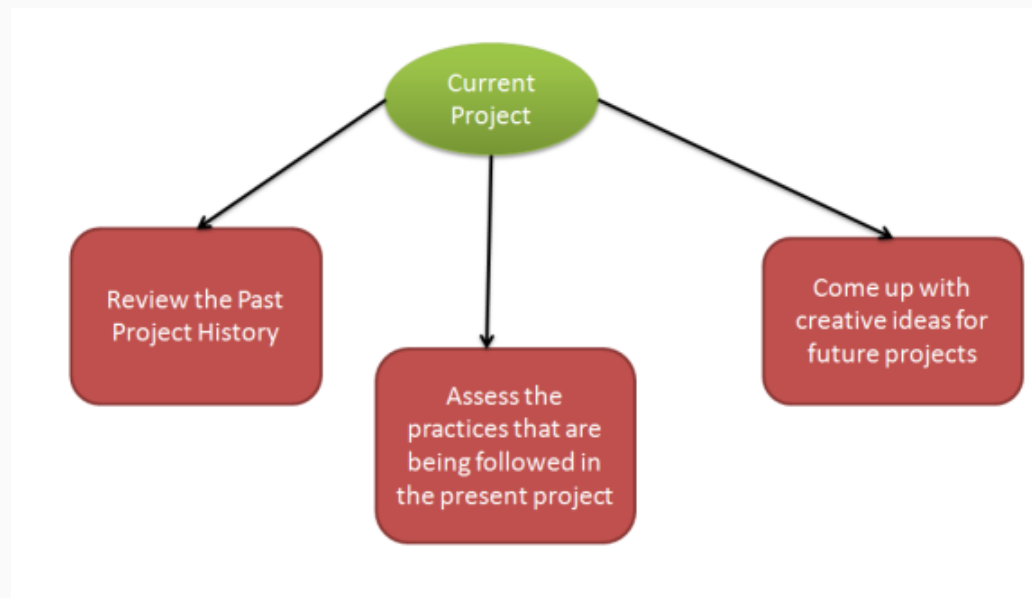 Current
Project
Review the Past
Project History
Assess the
practices that are
being followed in
the present project
Come up with
creative ideas for
future projects